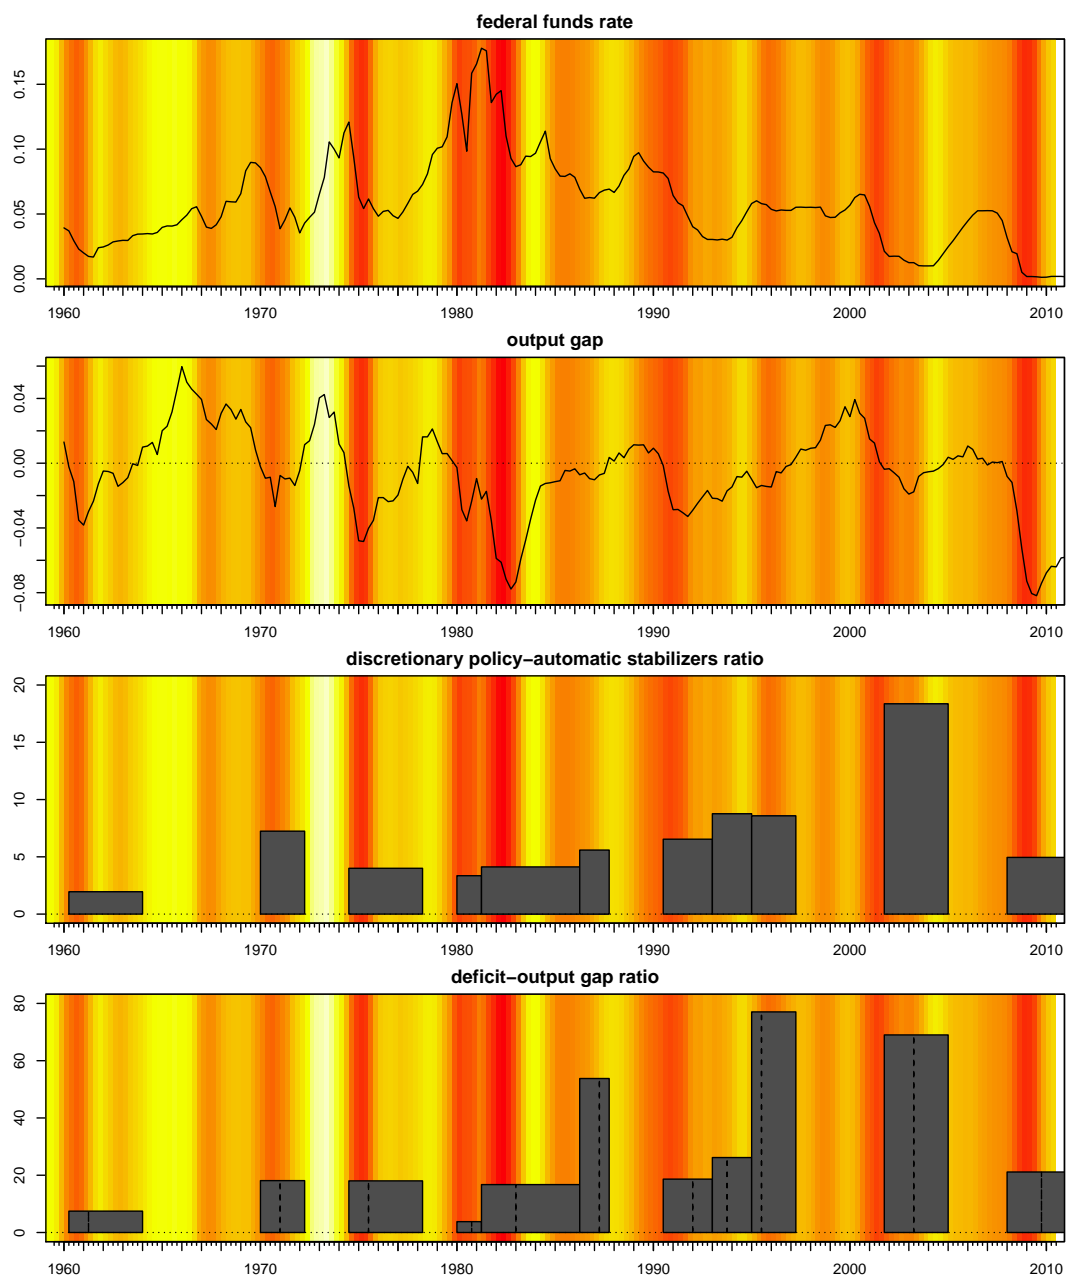 federal funds rate
0.15
0.10
0.05
0.00
1960 1970 1980 1990 2000 2010
output gap
0.04
0.00
−0.04
−0.08
1960 1970 1980 1990 2000 2010
discretionary policy−automatic stabilizers ratio
20
15
10
5
0
1960 1970 1980 1990 2000 2010
deficit−output gap ratio
80
60
40
20
0
1960 1970 1980 1990 2000 2010